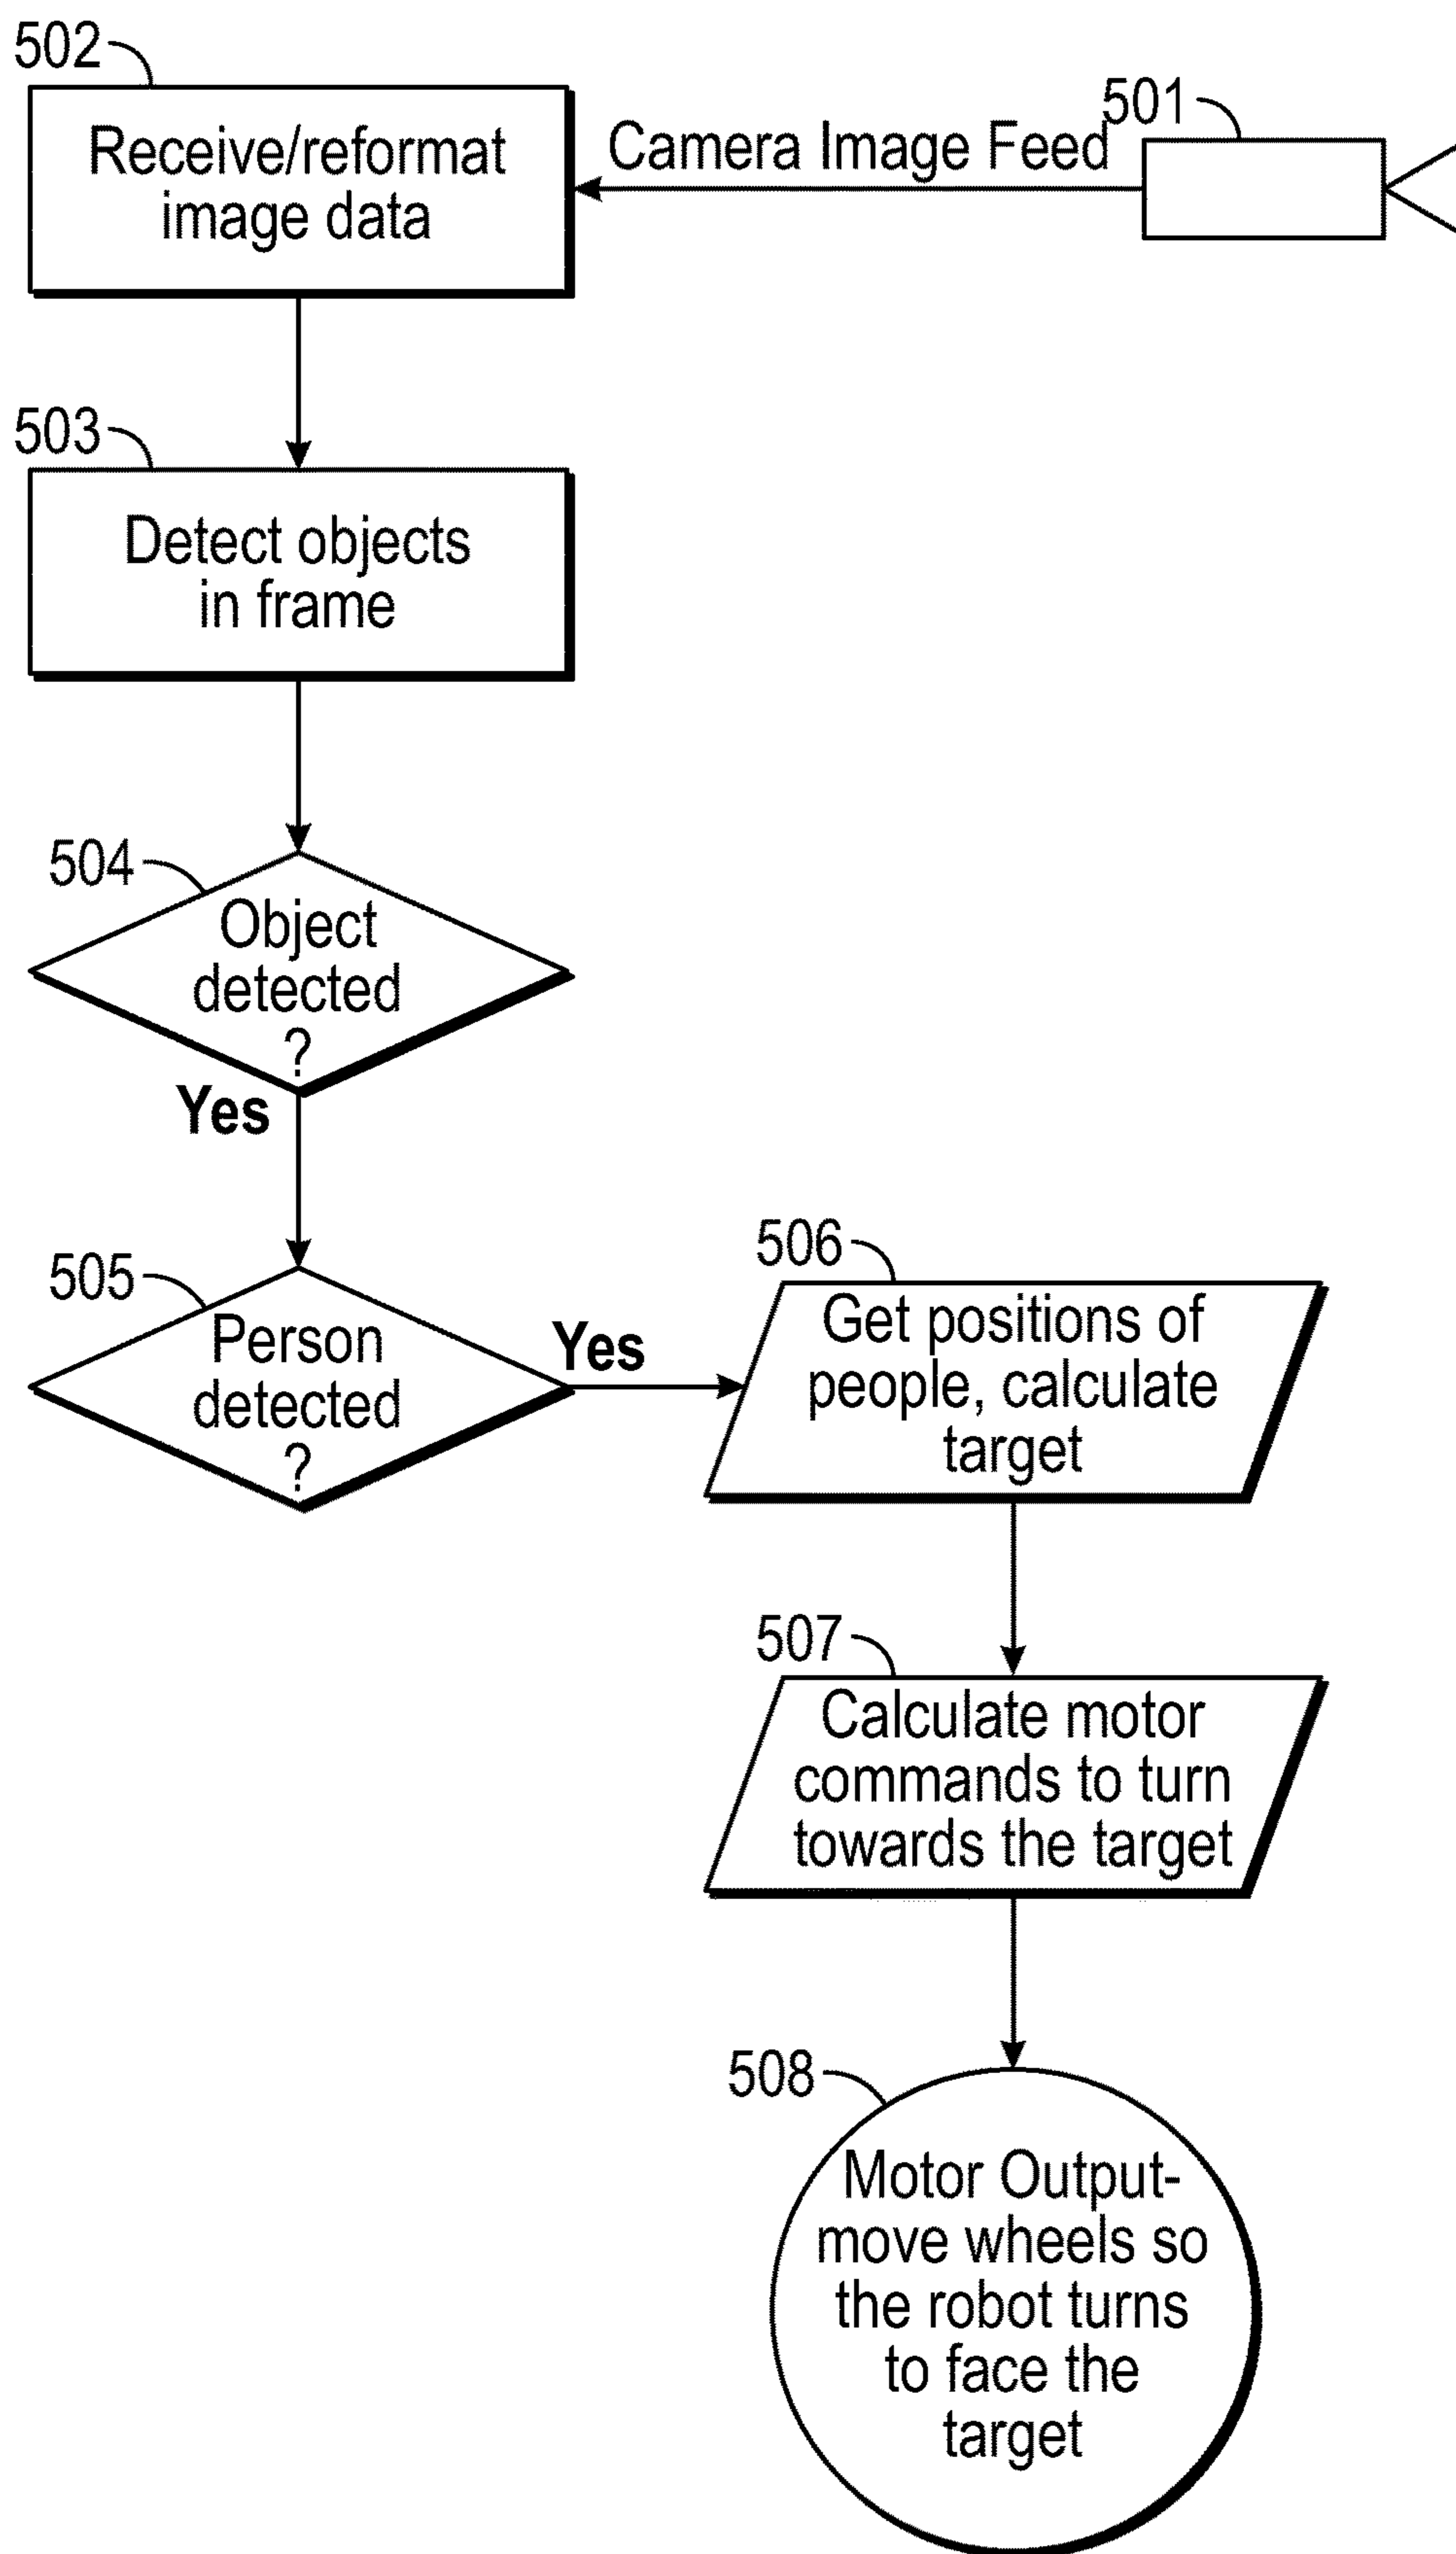 502
Receive/reformat
image data
Camera Image Feed
501
503
Detect objects
in frame
504
Object
detected
?
Yes
505
Person
detected
?
Yes
506
Get positions of
people, calculate
target
507
Calculate motor
commands to turn
towards the target
508
Motor Output-
move wheels so
the robot turns
to face the
target